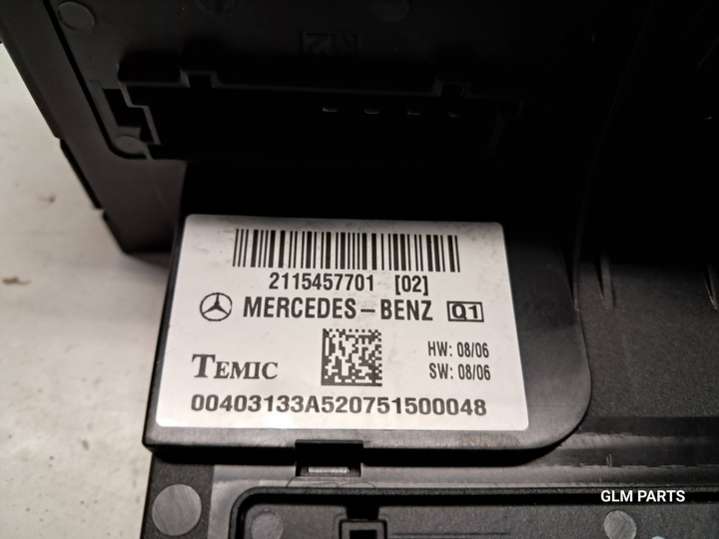 2115457701 [02]
MERCEDES-BENZ Q1
HW: 08/06
TEMIC
SW: 08/06
00403133A520751500048
GLM PARTS